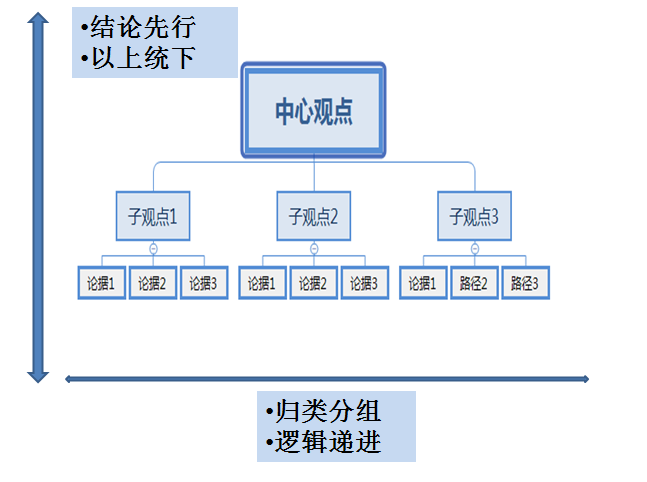 •结论先行
•以上统下
中心观点
子观点1 子观点2 子观点3
论据1 论据2 论据3 论据1 论据2 论据3 论据1 路径2 路径3
•归类分组
•逻辑递进